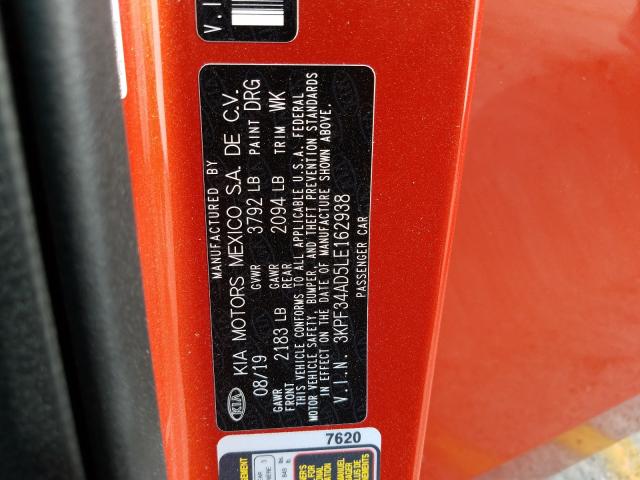 V.I.N
MANUFACTURED BY
KIA KIA MOTORS MEXICO S.A. DE C.V.
08/19 GVWR 3792 LB PAINT DRG
GAWR FRONT 2183 LB GAWR REAR 2094 LB TRIM WK
THIS VEHICLE CONFORMS TO ALL APPLICABLE U.S.A. FEDERAL
MOTOR VEHICLE SAFETY, BUMPER, AND THEFT PREVENTION STANDARDS
IN EFFECT ON THE DATE OF MANUFACTURE SHOWN ABOVE.
V.I.N. 3KPF34AD5LE162938
PASSENGER CAR
7620